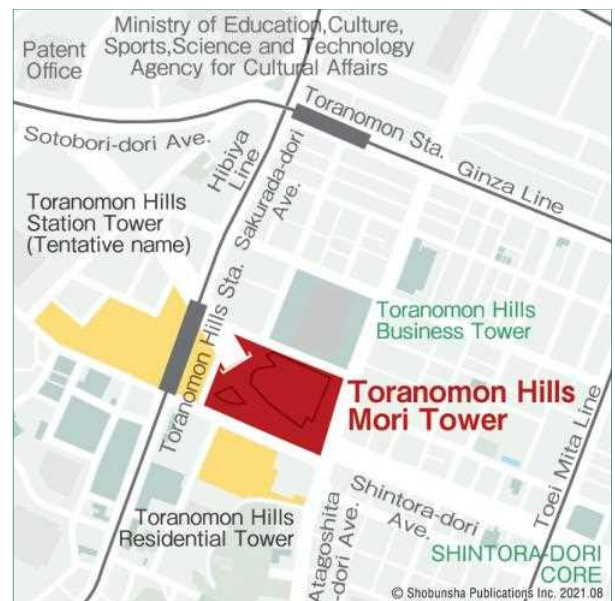 Ministry of Education,Culture,
Sports,Science and Technology
Agency for Cultural Affairs
Patent
Office
Toranomon Sta.
Ginza Line
Sotobori-dori Ave.
Hibiya
Line
Sakurada-dori
Ave.
Toranomon Hills
Station Tower
(Tentative name)
Toranomon Hills Sta.
Toranomon Hills
Business Tower
Toranomon Hills
Mori Tower
Toei Mita Line
Shintora-dori
Ave.
Toranomon Hills
Residential Tower
Atagoshita
-dori Ave.
SHINTORA-DORI
CORE
© Shobunsha Publications Inc. 2021.08